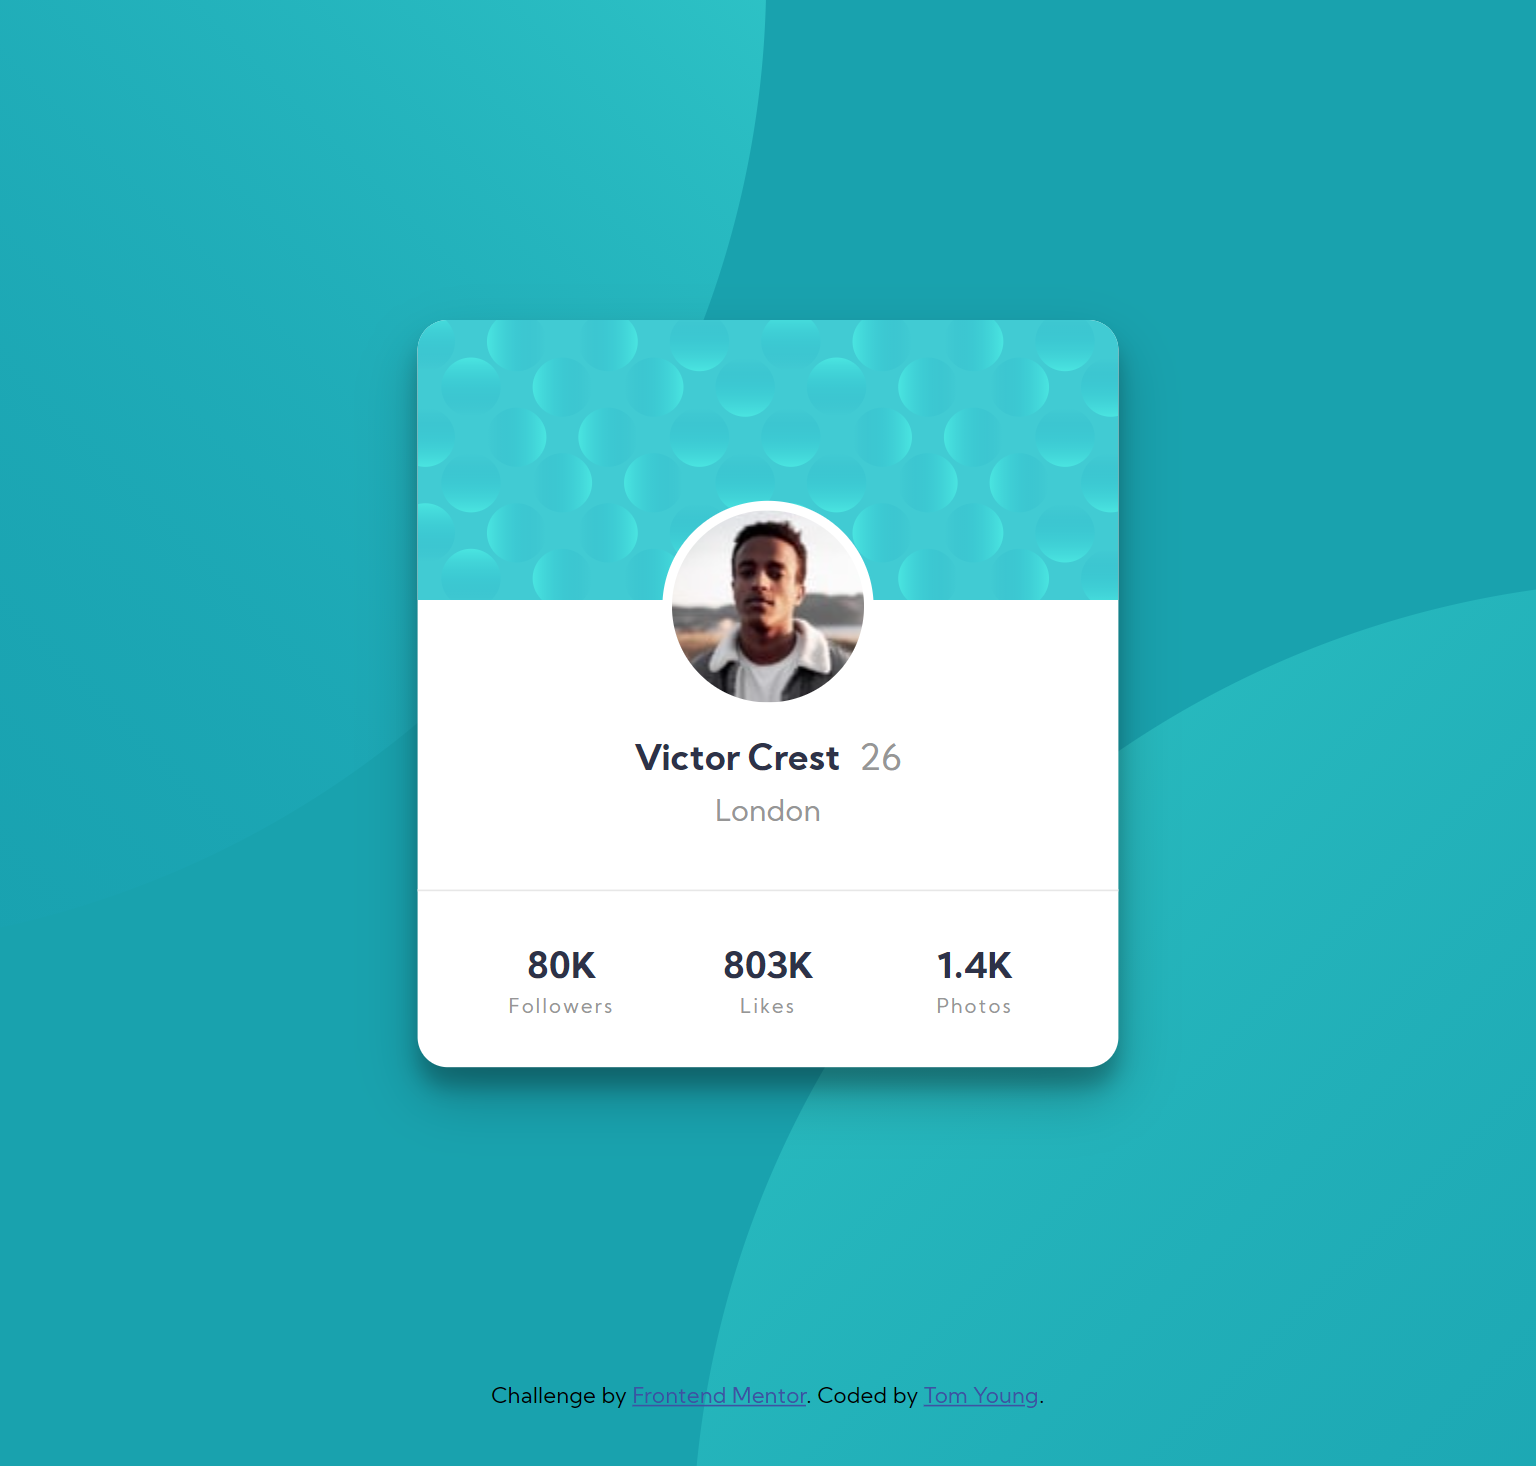 Victor Crest 26
London
80K 803K 1.4K
Followers Likes Photos
Challenge by Frontend Mentor. Coded by Tom Young.